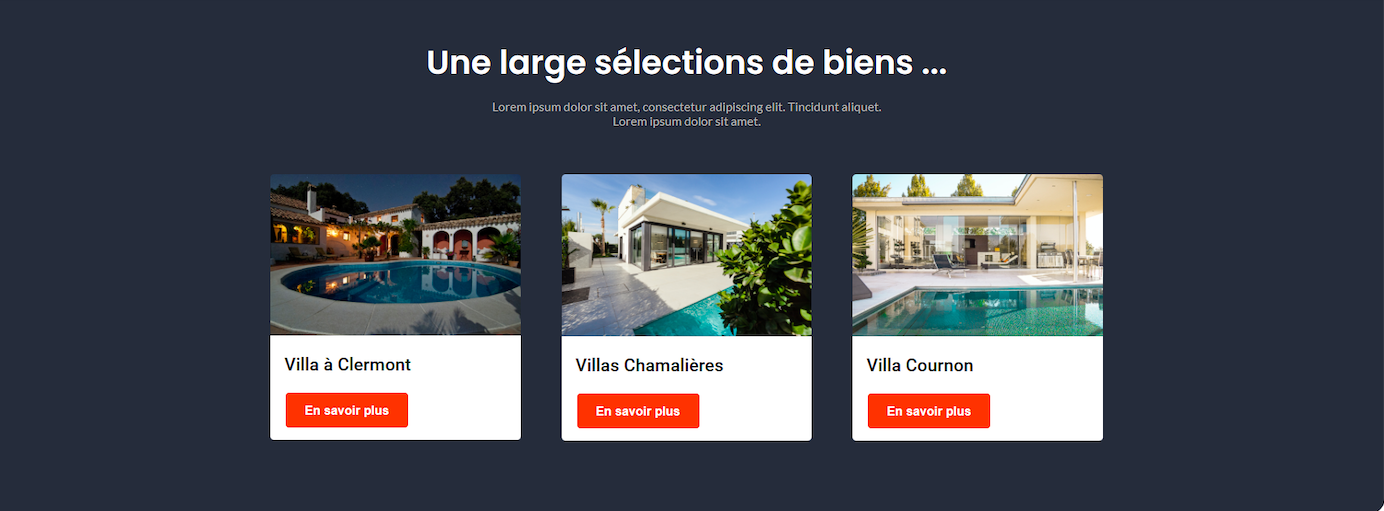 Une large sélections de biens ...
Lorem ipsum dolor sit amet, consectetur adipiscing elit. Tincidunt aliquet.
Lorem ipsum dolor sit amet.
Villa à Clermont
En savoir plus
Villas Chamalières
En savoir plus
Villa Cournon
En savoir plus